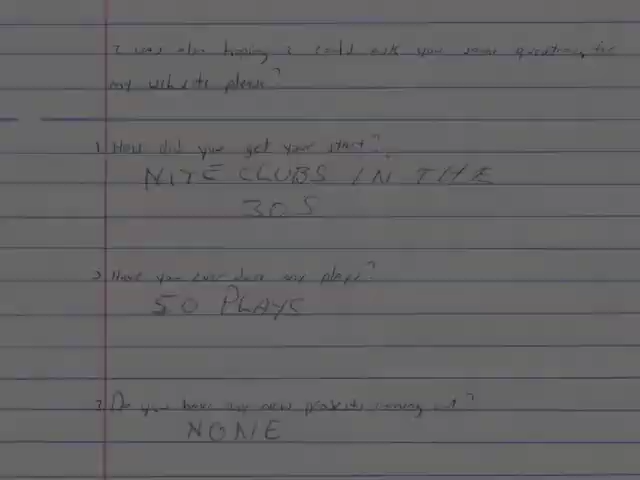 I was also hoping I could ask you some questions for
my website please?
1. How did you get your start?
NITE CLUBS IN THE
30S
2. Have you ever done any plays?
50 PLAYS
3. Do you have any new projects coming out?
NONE